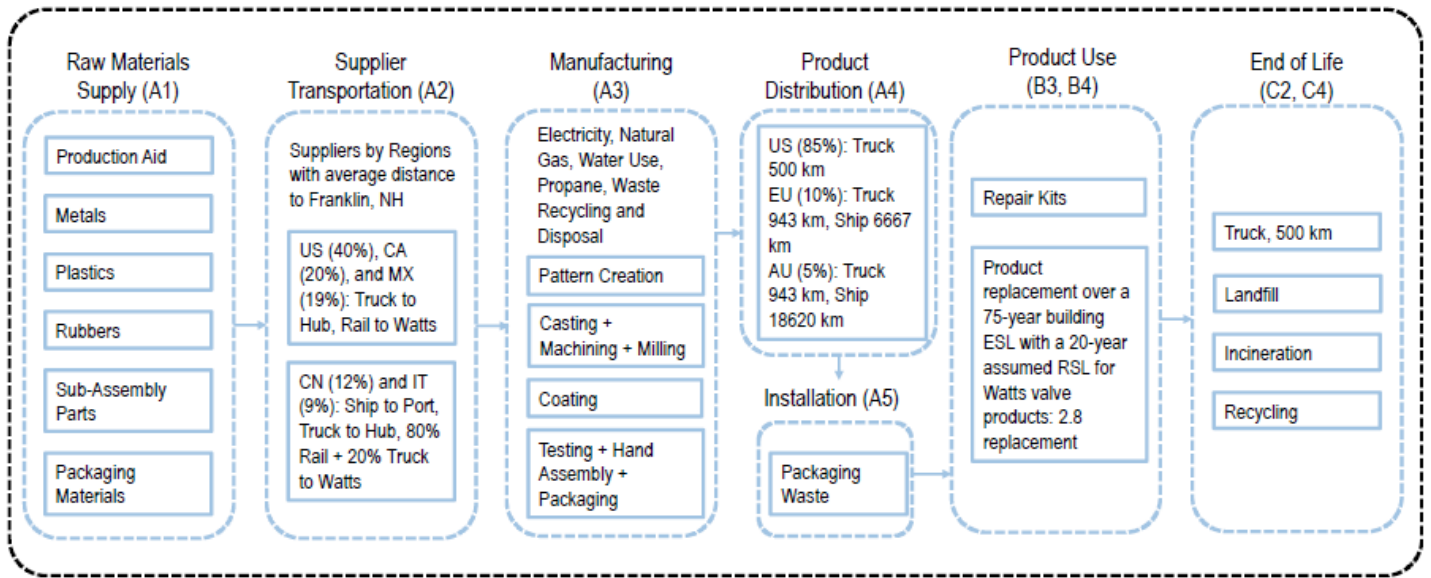 Raw Materials
Supply (A1)
Production Aid
Metals
Plastics
Rubbers
Sub-Assembly
Parts
Packaging
Materials
Supplier
Transportation (A2)
Suppliers by Regions
with average distance
to Franklin, NH
US (40%), CA
(20%), and MX
(19%): Truck to
Hub, Rail to Watts
CN (12%) and IT
(9%): Ship to Port,
Truck to Hub, 80%
Rail + 20% Truck
to Watts
Manufacturing
(A3)
Electricity, Natural
Gas, Water Use,
Propane, Waste
Recycling and
Disposal
Pattern Creation
Casting +
Machining + Milling
Coating
Testing + Hand
Assembly +
Packaging
Product
Distribution (A4)
US (85%): Truck
500 km
EU (10%): Truck
943 km, Ship 6667
km
AU (5%): Truck
943 km, Ship
18620 km
Installation (A5)
Packaging
Waste
Product Use
(B3, B4)
Repair Kits
Product
replacement over a
75-year building
ESL with a 20-year
assumed RSL for
Watts valve
products: 2.8
replacement
End of Life
(C2, C4)
Truck, 500 km
Landfill
Incineration
Recycling